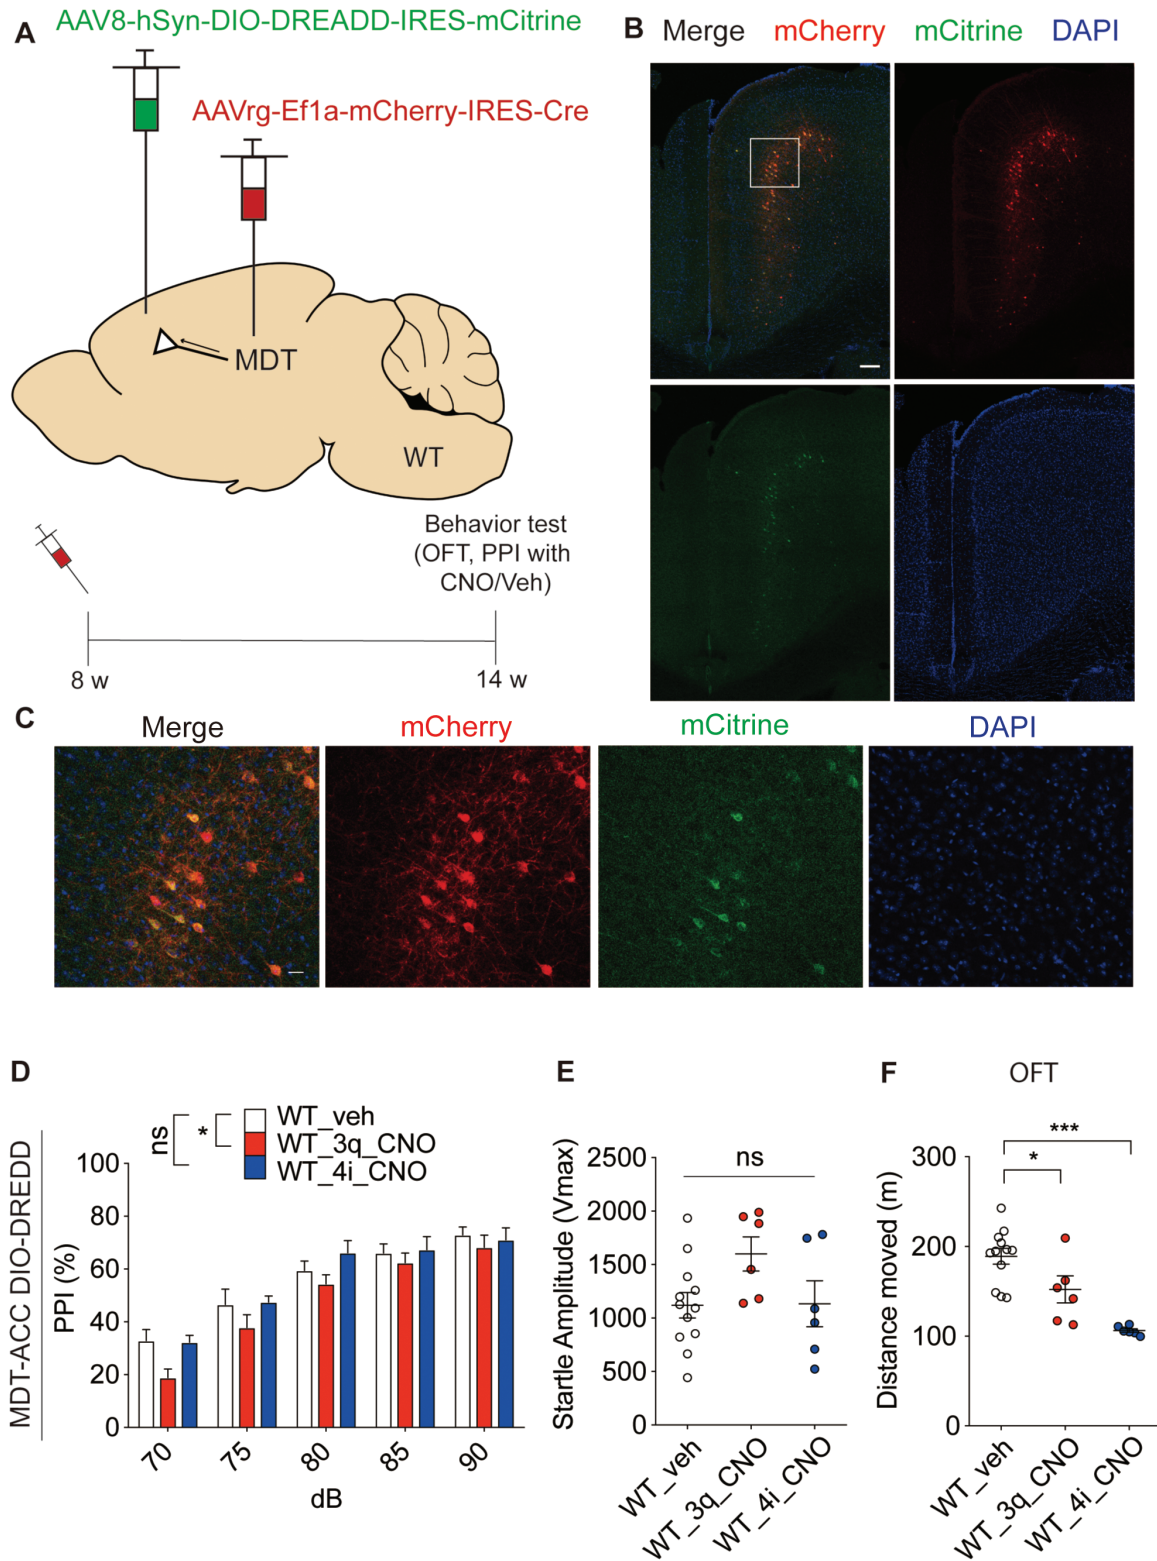 A
AAV8-hSyn-DIO-DREADD-IRES-mCitrine
AAVrg-Ef1a-mCherry-IRES-Cre
MDT
WT
Behavior test
(OFT, PPI with
CNO/Veh)
8 w
14 w
B
Merge mCherry mCitrine DAPI
C
Merge mCherry mCitrine DAPI
D
MDT-ACC DIO-DREDD
ns
*
WT_veh
WT_3q_CNO
WT_4i_CNO
PPI (%)
100
80
60
40
20
0
70 75 80 85 90
dB
E
Startle Amplitude (Vmax)
ns
2500
2000
1500
1000
500
0
WT_veh
WT_3q_CNO
WT_4i_CNO
F
OFT
***
*
Distance moved (m)
300
200
100
0
WT_veh
WT_3q_CNO
WT_4i_CNO